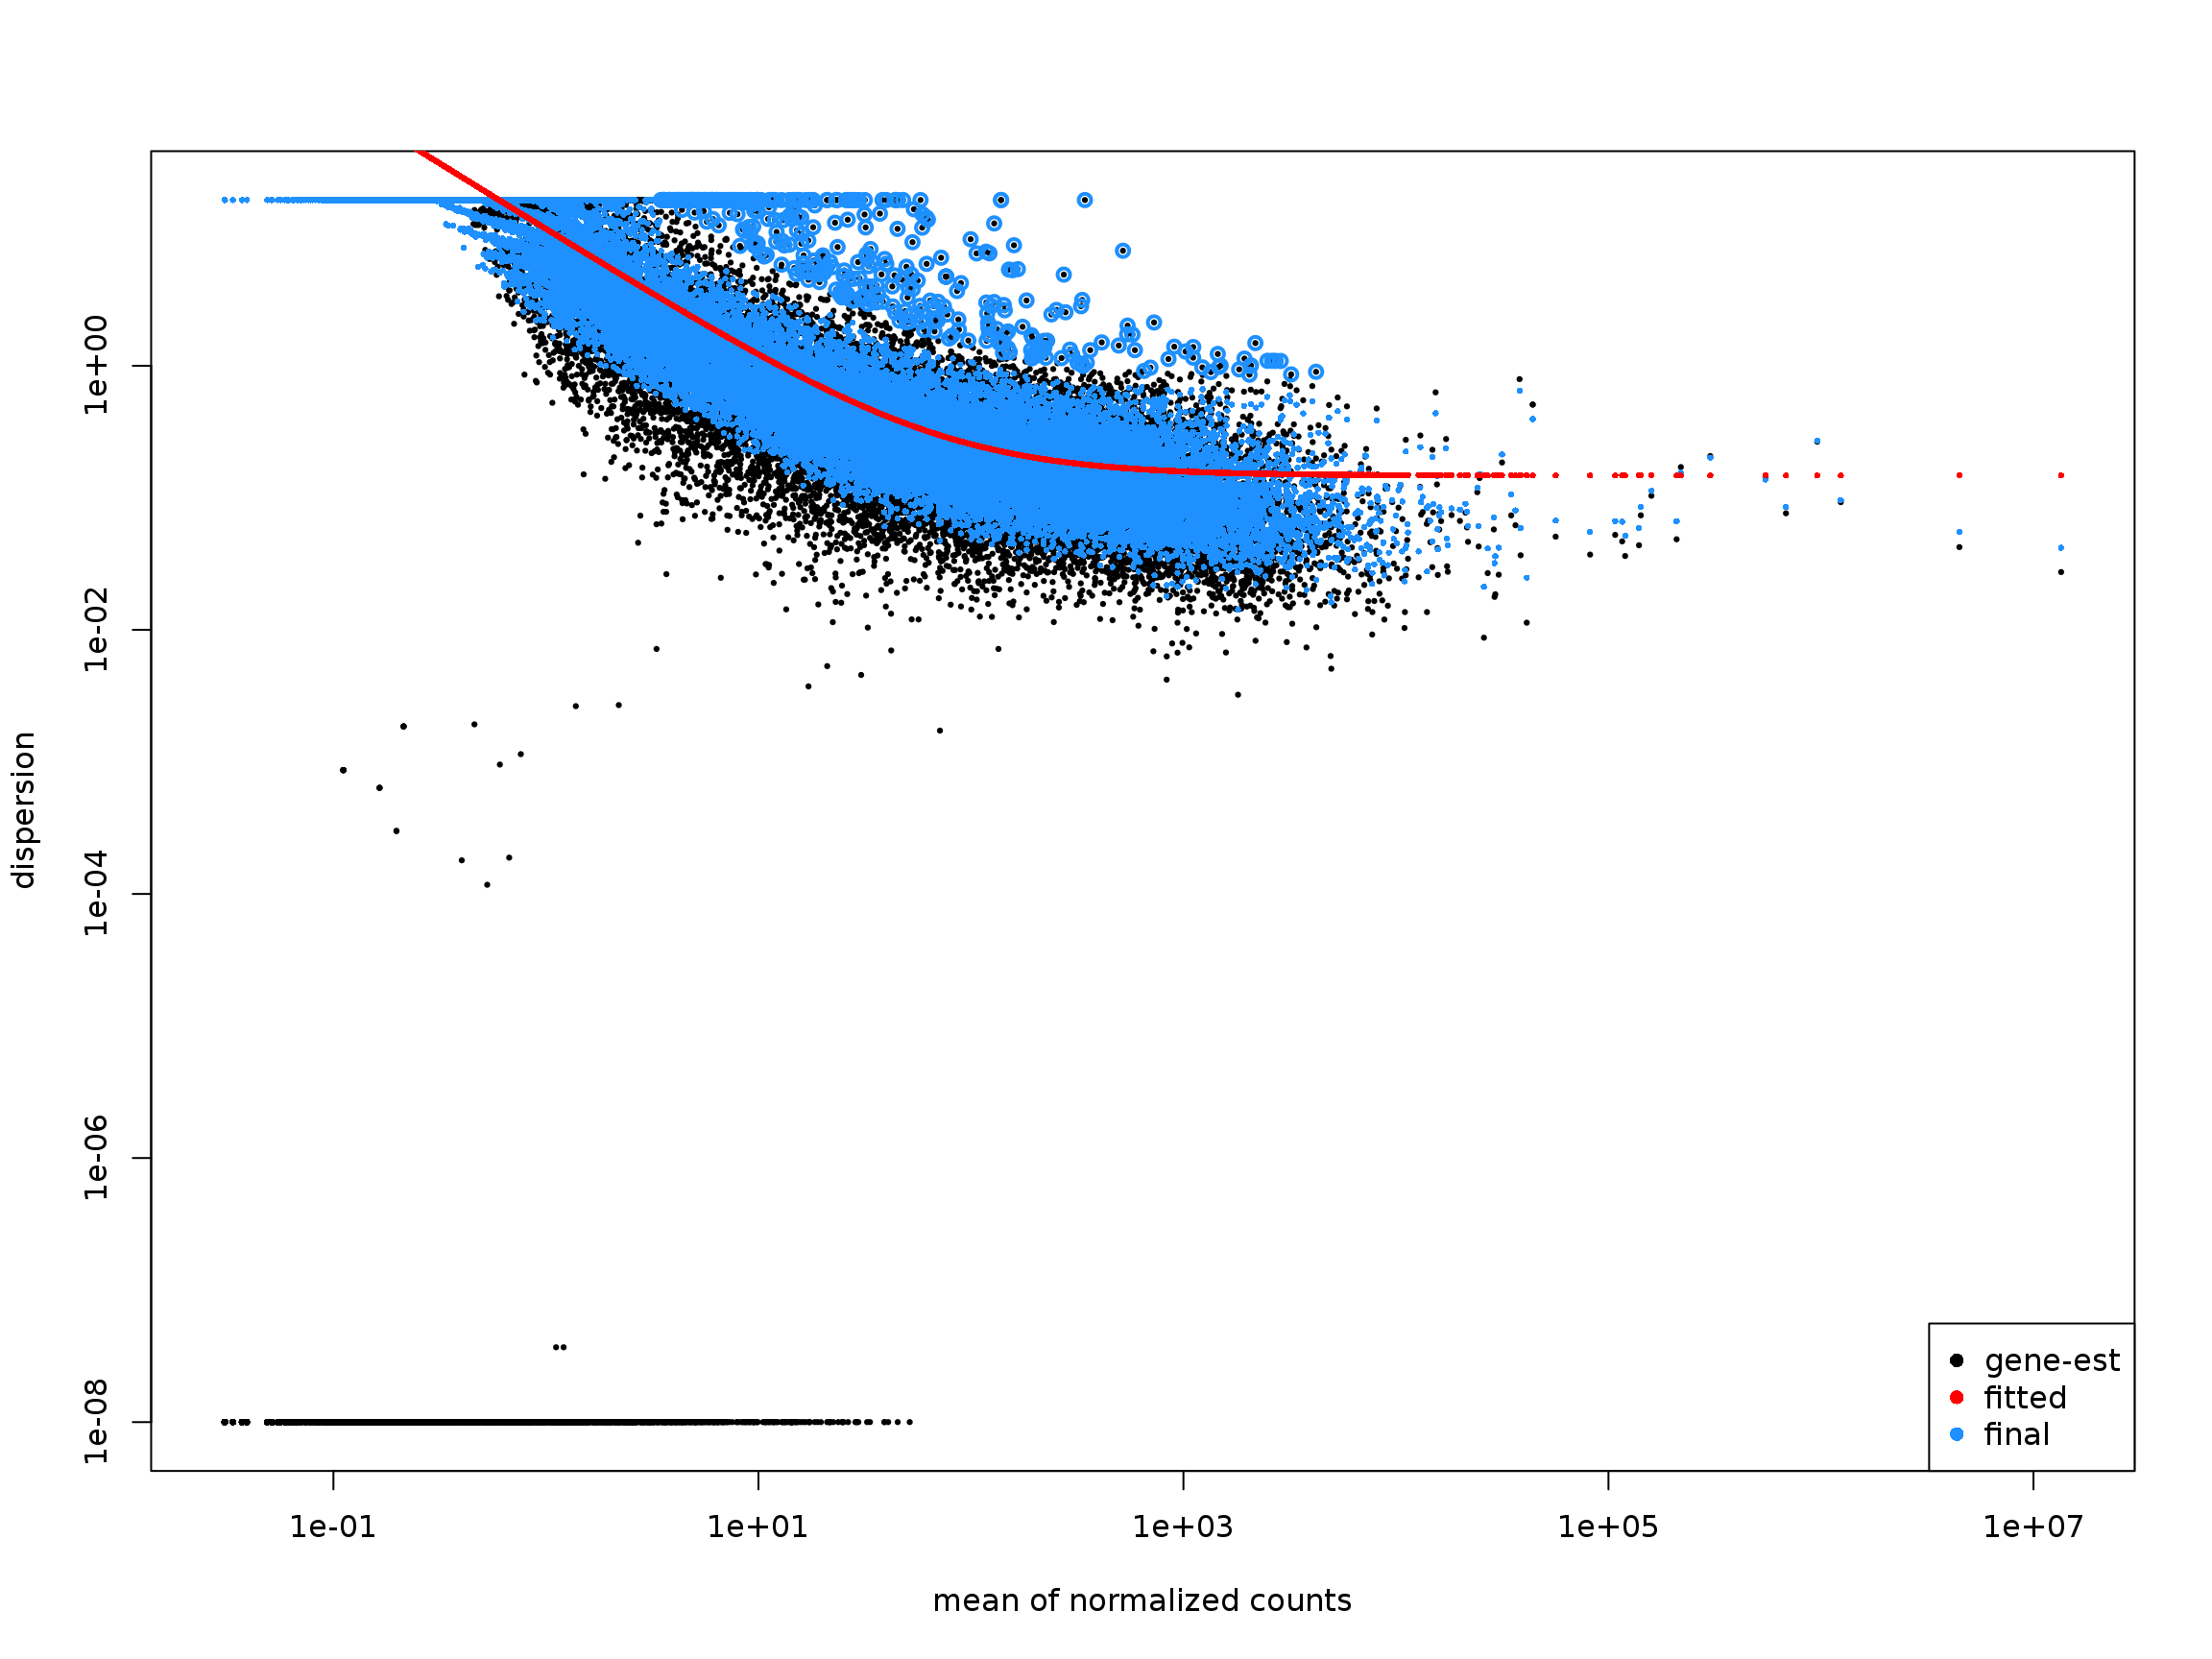 dispersion
1e+00
1e-02
1e-04
1e-06
1e-08
gene-est
fitted
final
1e-01
1e+01
1e+03
1e+05
1e+07
mean of normalized counts